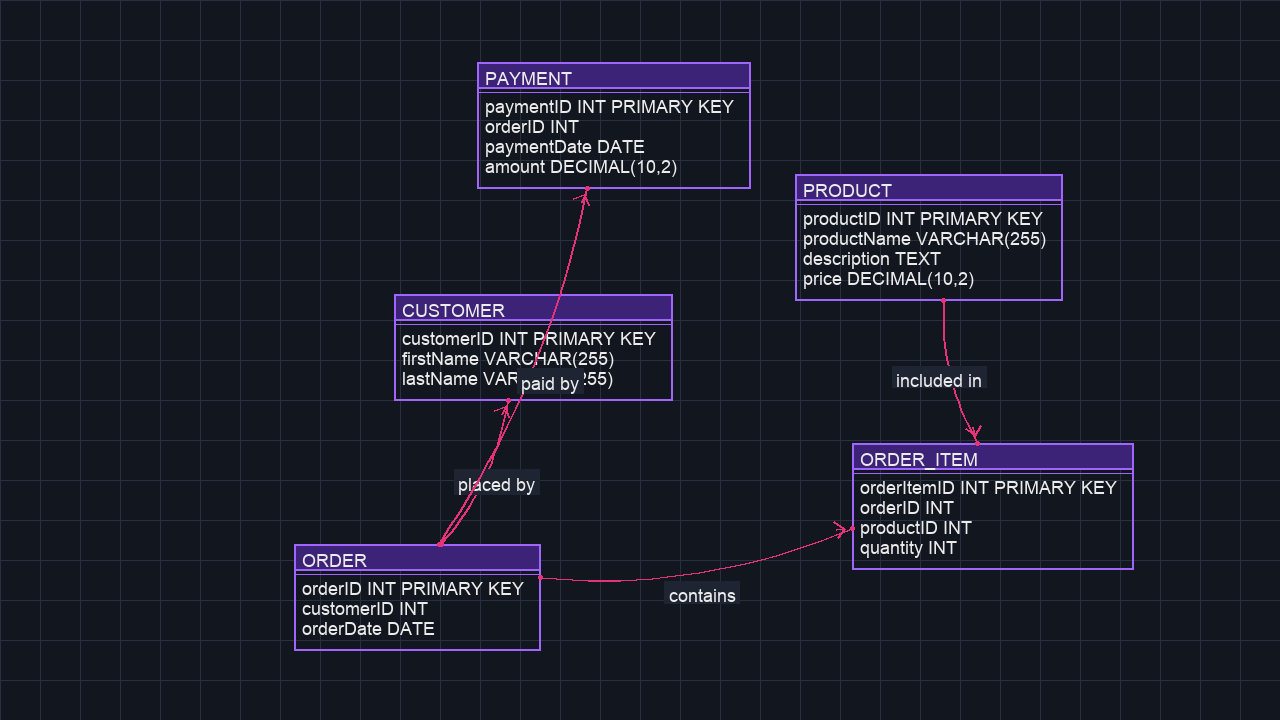 PAYMENT
paymentID INT PRIMARY KEY
orderID INT
paymentDate DATE
amount DECIMAL(10,2)
PRODUCT
productID INT PRIMARY KEY
productName VARCHAR(255)
description TEXT
price DECIMAL(10,2)
CUSTOMER
customerID INT PRIMARY KEY
firstName VARCHAR(255)
lastName VAR 255)
paid by
included in
placed by
ORDER_ITEM
orderItemID INT PRIMARY KEY
orderID INT
productID INT
quantity INT
ORDER
orderID INT PRIMARY KEY
customerID INT
orderDate DATE
contains